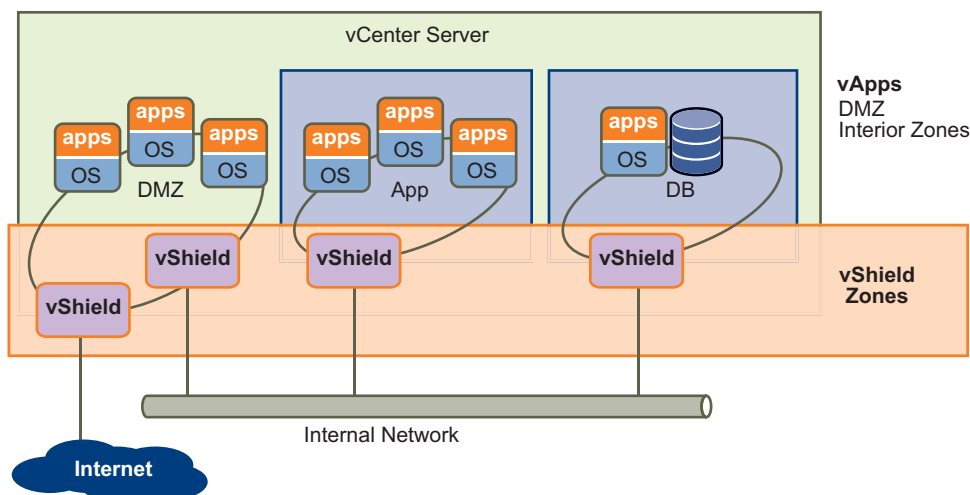 vCenter Server
vApps
DMZ
Interior Zones
apps
OS
apps
OS
apps
OS
DMZ
apps
OS
apps
OS
apps
OS
App
apps
OS
DB
vShield
vShield
vShield
vShield
vShield
Zones
Internal Network
Internet